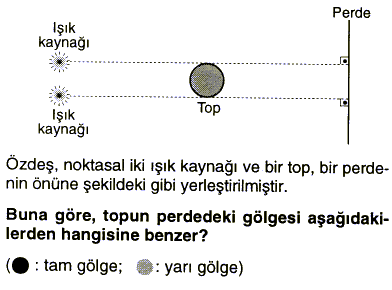 Perde
Işık
kaynağı
Top
Işık
kaynağı
Özdeş, noktasal iki ışık kaynağı ve bir top, bir perde-
nin önüne şekildeki gibi yerleştirilmiştir.
Buna göre, topun perdedeki gölgesi aşağıdaki-
lerden hangisine benzer?
( : tam gölge; : yarı gölge)